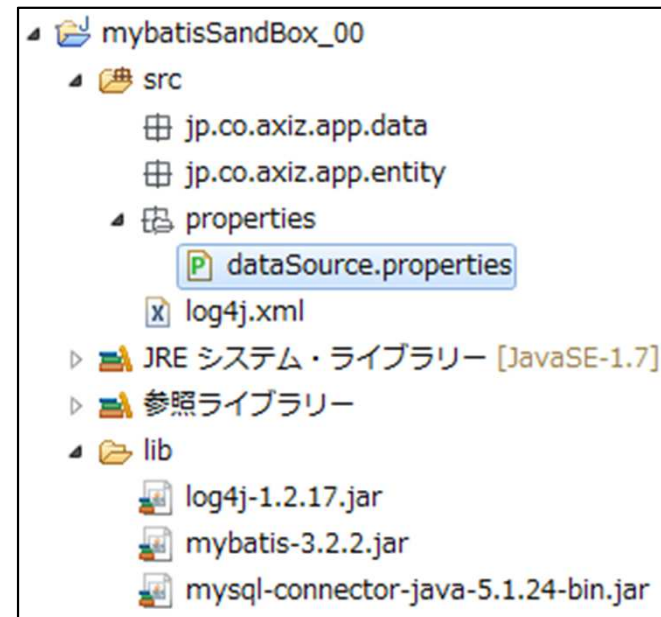 mybatisSandBox_00
src
jp.co.axiz.app.data
jp.co.axiz.app.entity
properties
dataSource.properties
log4j.xml
JRE システム・ライブラリー [JavaSE-1.7]
参照ライブラリー
lib
log4j-1.2.17.jar
mybatis-3.2.2.jar
mysql-connector-java-5.1.24-bin.jar